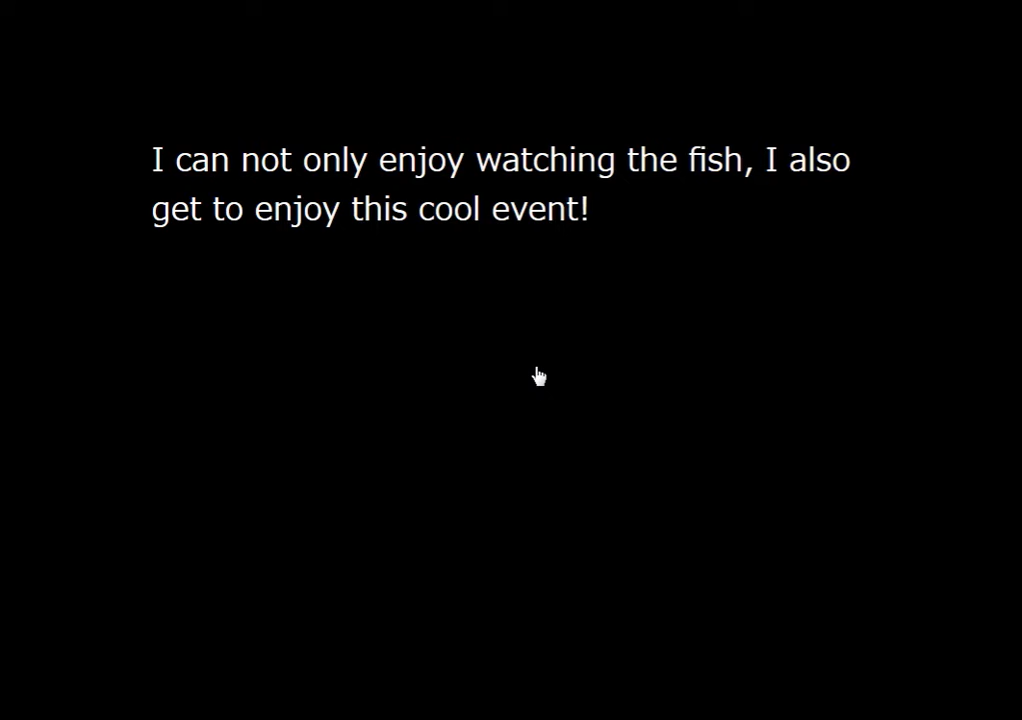 I can not only enjoy watching the fish, I also
get to enjoy this cool event!